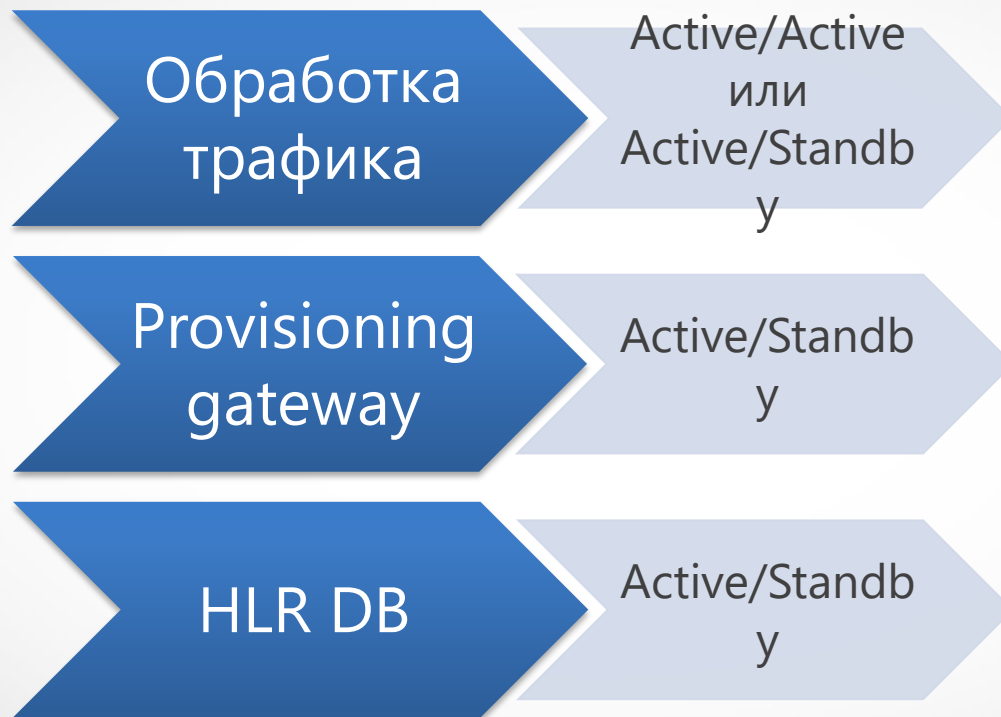 Обработка
трафика
Active/Active
или
Active/Standb
y
Provisioning
gateway
Active/Standb
y
HLR DB
Active/Standb
y